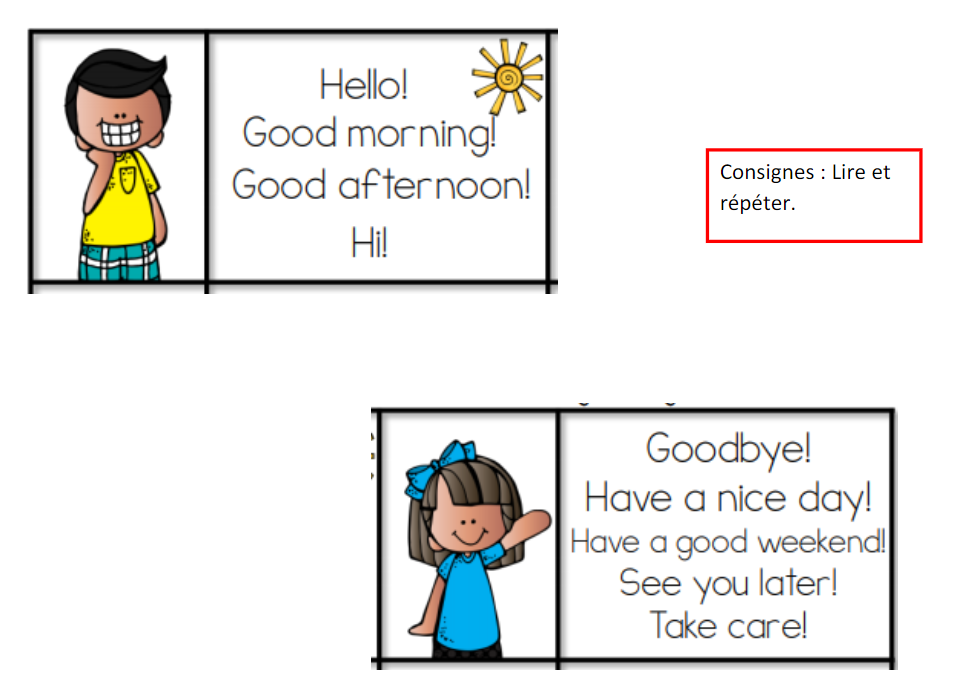 Hello!
Good morning!
Good afternoon!
Hi!
Consignes : Lire et
répéter.
Goodbye!
Have a nice day!
Have a good weekend!
See you later!
Take care!